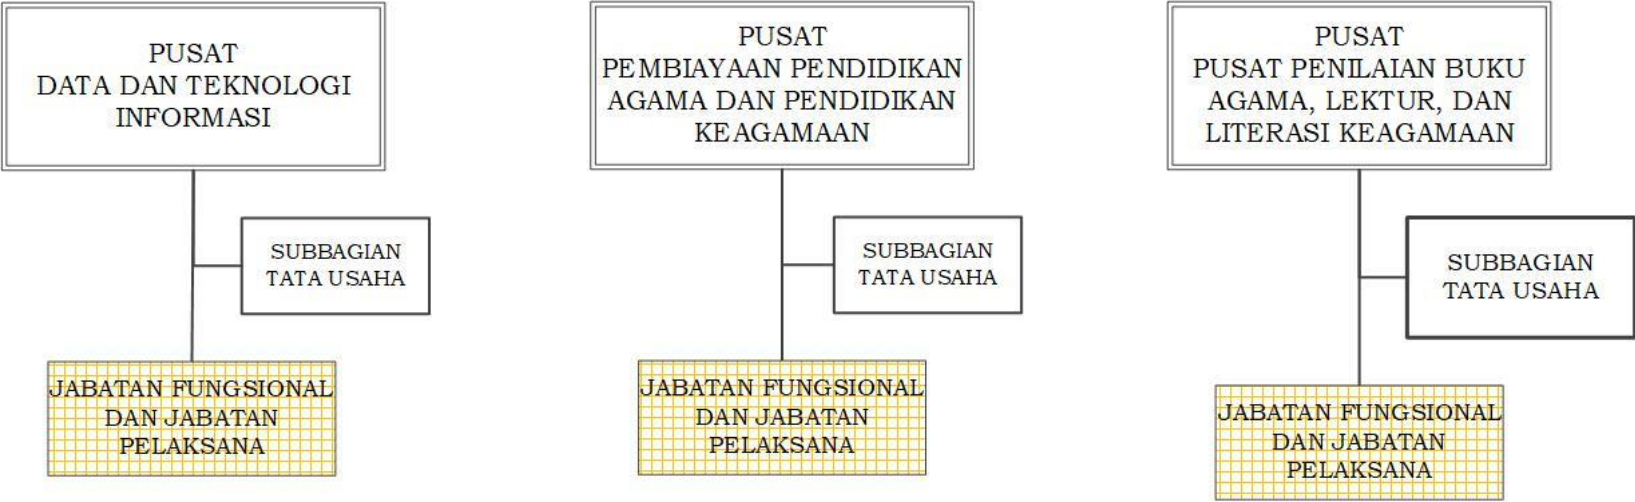 PUSAT
DATA DAN TEKNOLOGI
INFORMASI
SUBBAGIAN
TATA USAHA
JABATAN FUNGSIONAL
DAN JABATAN
PELAKSANA
PUSAT
PEMBIAYAAN PENDIDIKAN
AGAMA DAN PENDIDIKAN
KEAGAMAAN
SUBBAGIAN
TATA USAHA
JABATAN FUNGSIONAL
DAN JABATAN
PELAKSANA
PUSAT
PUSAT PENILAIAN BUKU
AGAMA, LEKTUR, DAN
LITERASI KEAGAMAAN
SUBBAGIAN
TATA USAHA
JABATAN FUNGSIONAL
DAN JABATAN
PELAKSANA